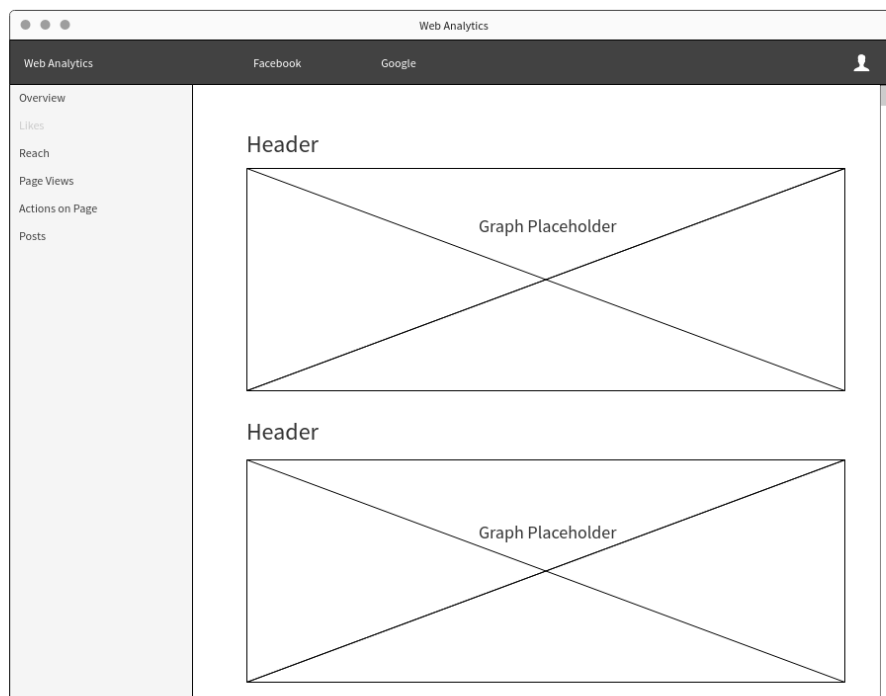 Web Analytics
Web Analytics
Facebook
Google
Overview
Likes
Reach
Page Views
Actions on Page
Posts
Header
Graph Placeholder
Header
Graph Placeholder